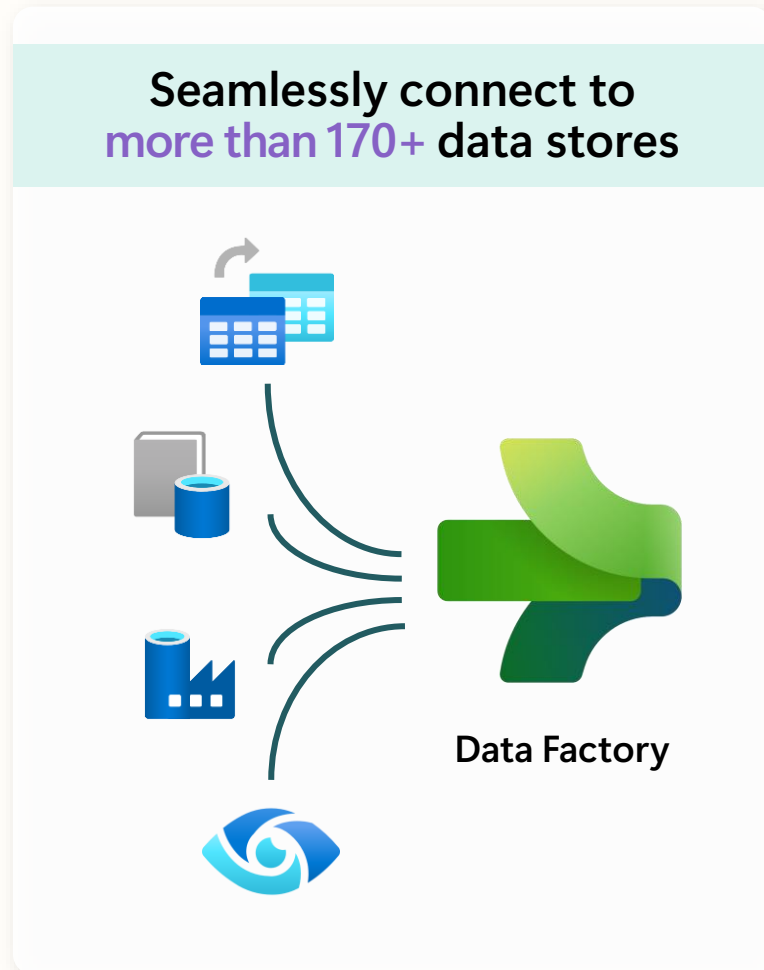 Seamlessly connect to
more than 170+ data stores
Data Factory